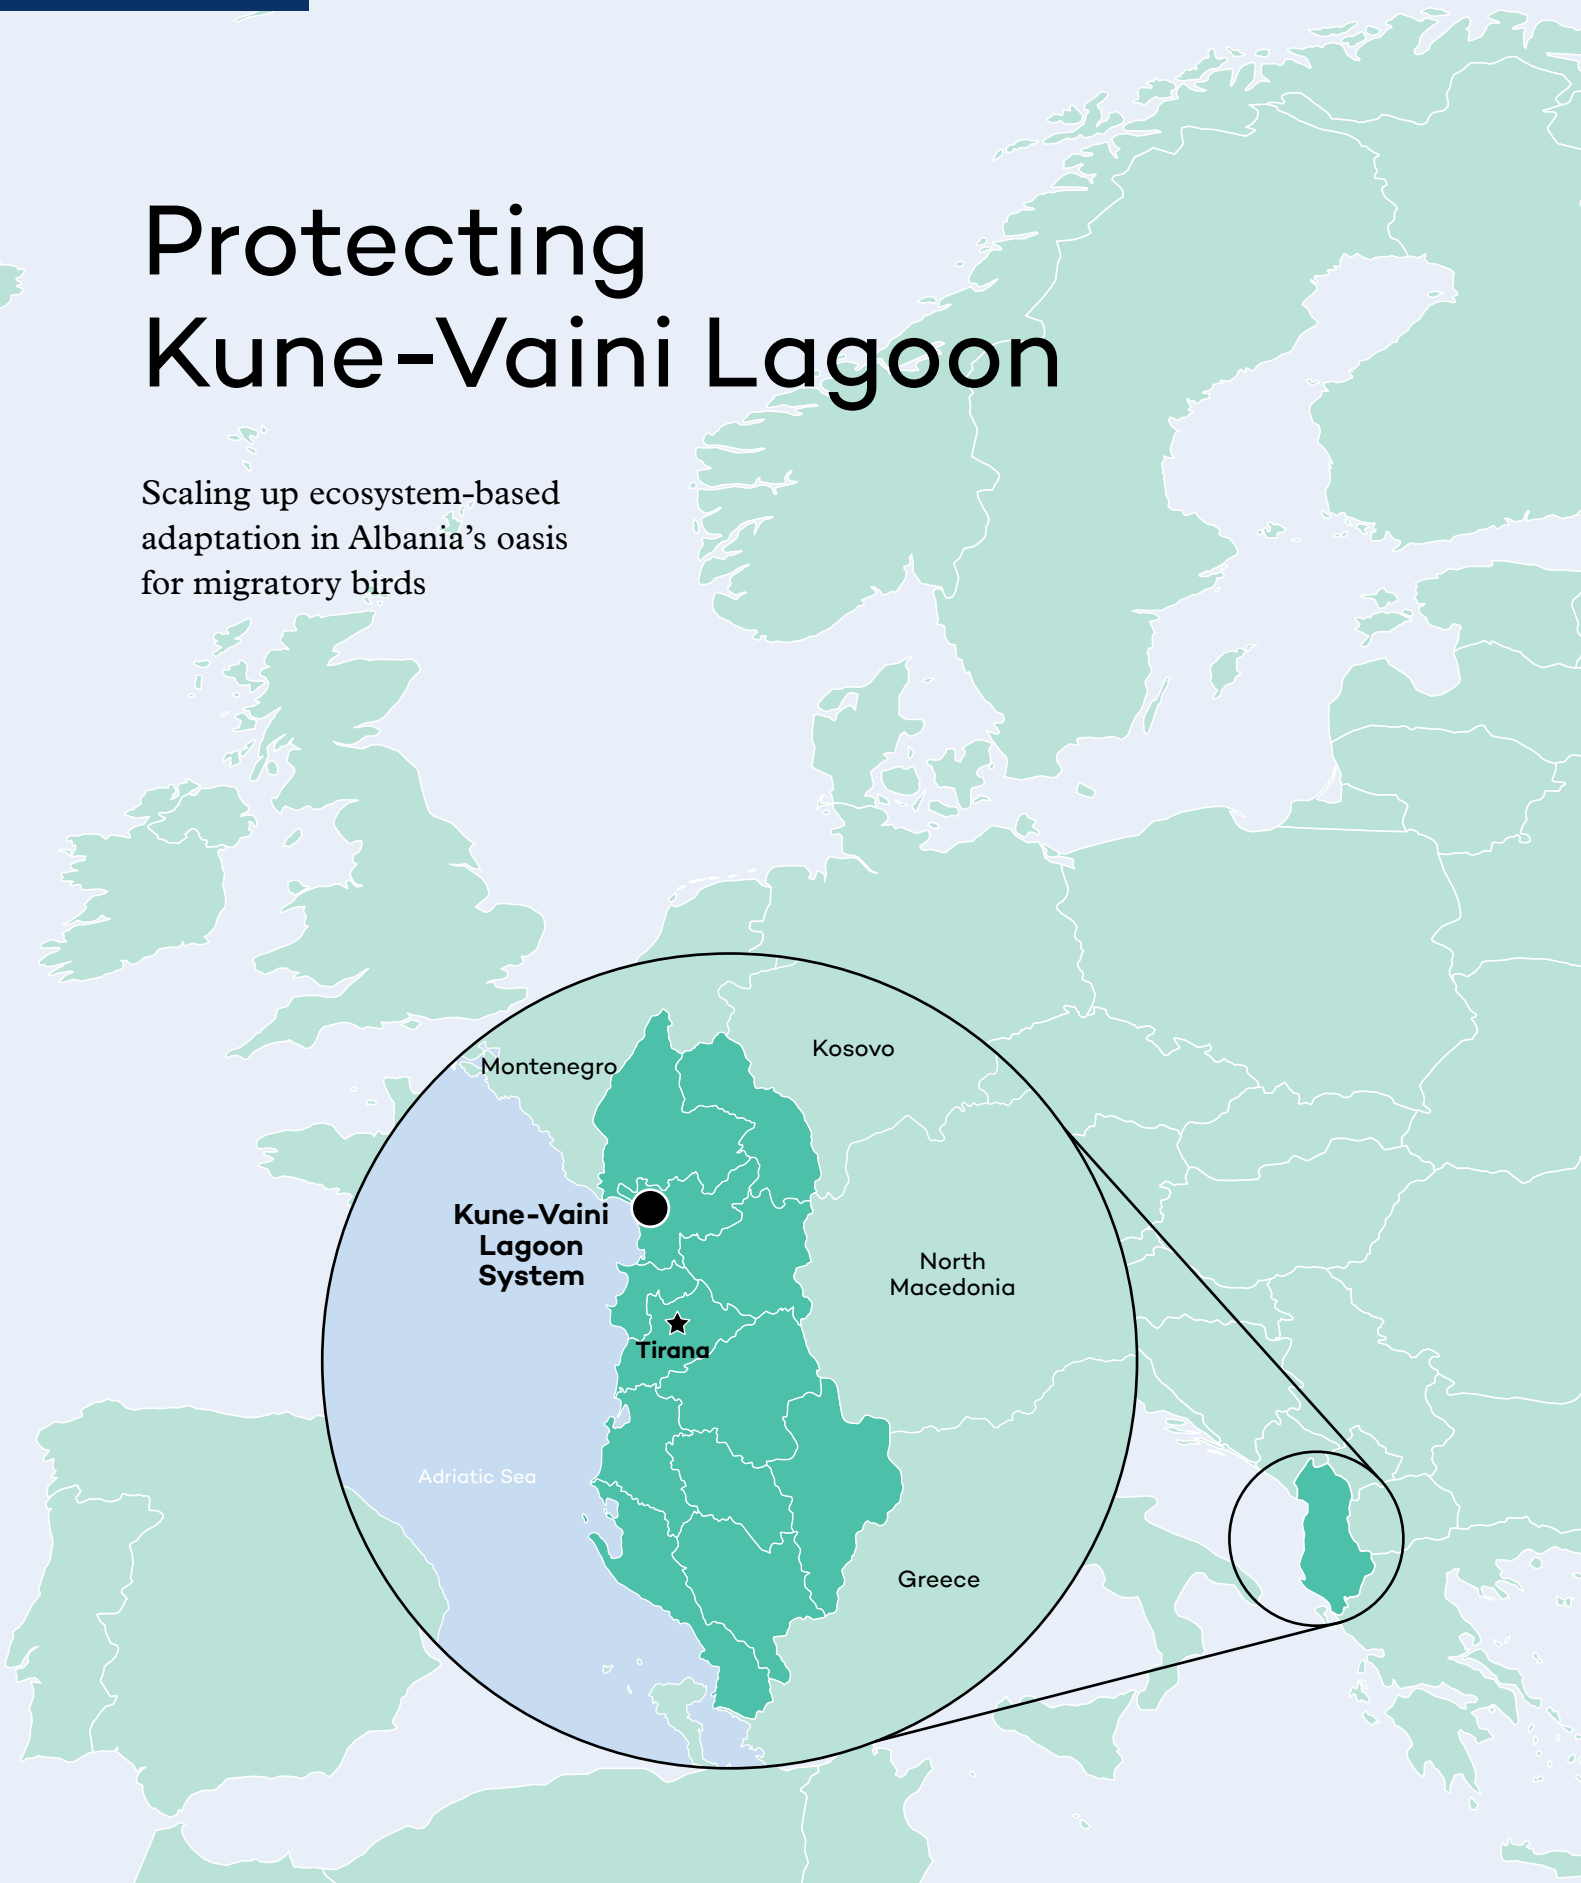 Protecting
Kune-Vaini Lagoon
Scaling up ecosystem-based
adaptation in Albania’s oasis
for migratory birds
Kosovo
Montenegro
Kune-Vaini
Lagoon
System
North
Macedonia
Tirana
Adriatic Sea
Greece